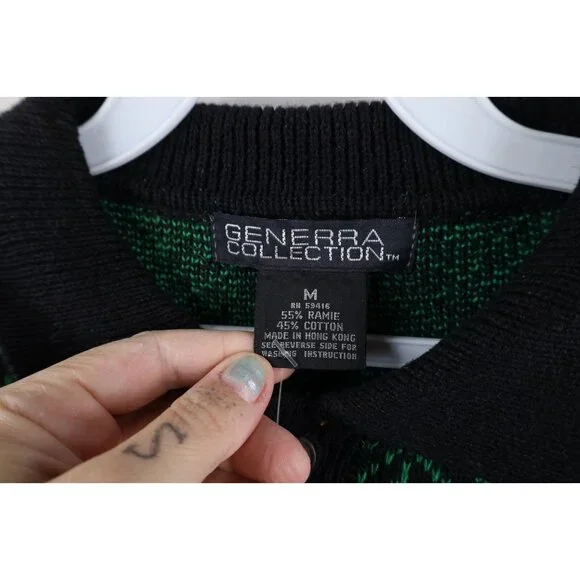 GENERRA
COLLECTION™
M
RN 59416
55% RAMIE
45% COTTON
MADE IN HONG KONG
SEE REVERSE SIDE FOR
WASHING INSTRUCTION